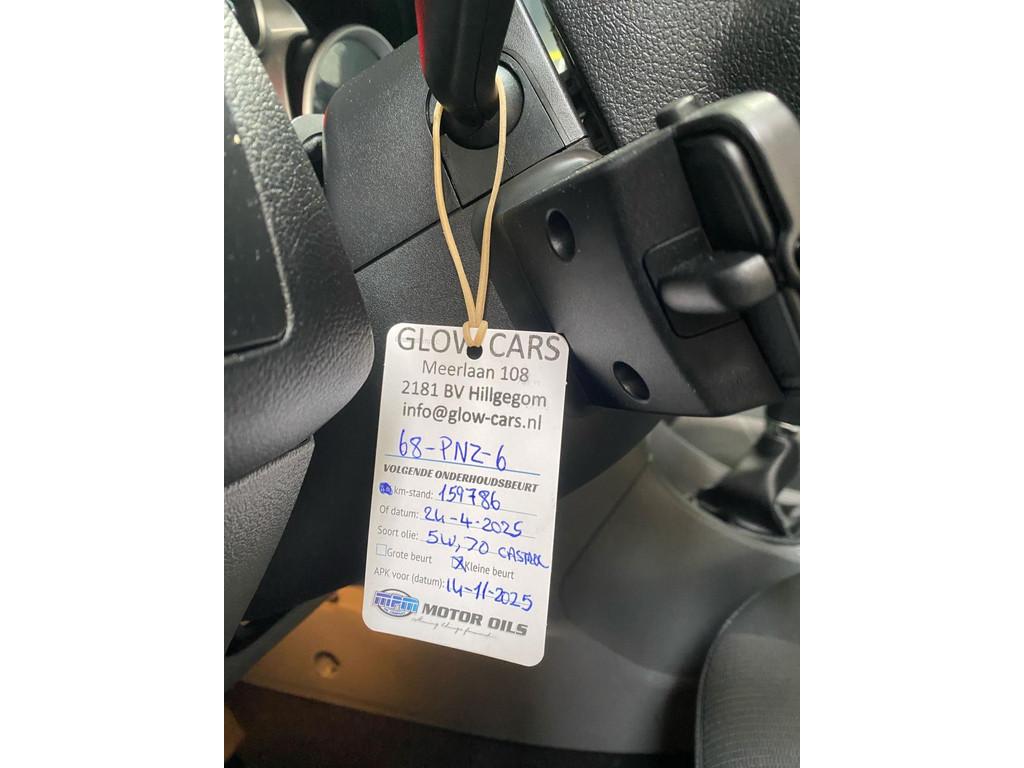 GLOW CARS
Meerlaan 108
2181 BV Hillgegom
info@glow-cars.nl
68-PNZ-6
VOLGENDE ONDERHOUDSBEURT
km-stand: 159786
Of datum: 24-4-2025
Soort olie: 5W,30 CASTROL
Grote beurt Kleine beurt
APK voor (datum): 14-11-2025
MPM MOTOR OILS